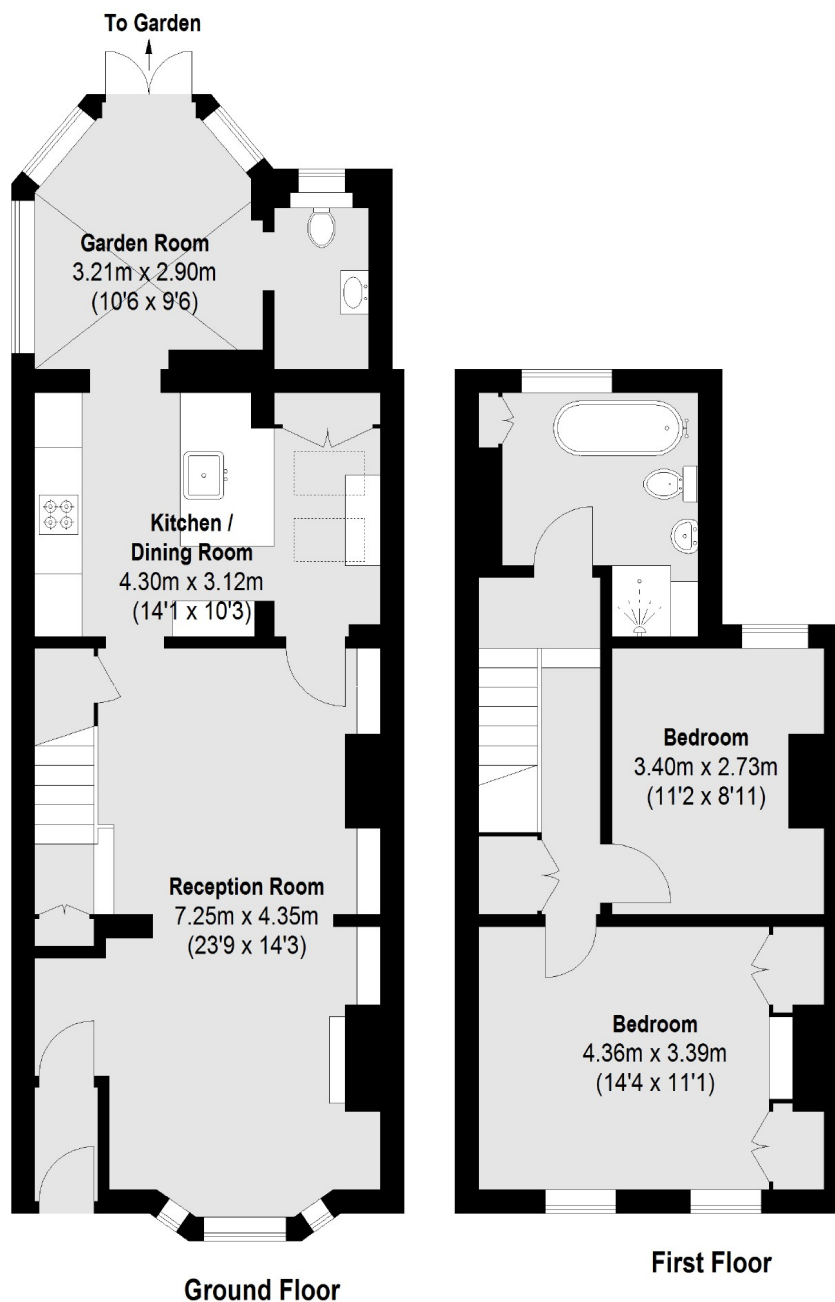 To Garden
Garden Room
3.21m x 2.90m
(10'6 x 9'6)
Kitchen /
Dining Room
4.30m x 3.12m
(14'1 x 10'3)
Reception Room
7.25m x 4.35m
(23'9 x 14'3)
Ground Floor
Bedroom
3.40m x 2.73m
(11'2 x 8'11)
Bedroom
4.36m x 3.39m
(14'4 x 11'1)
First Floor